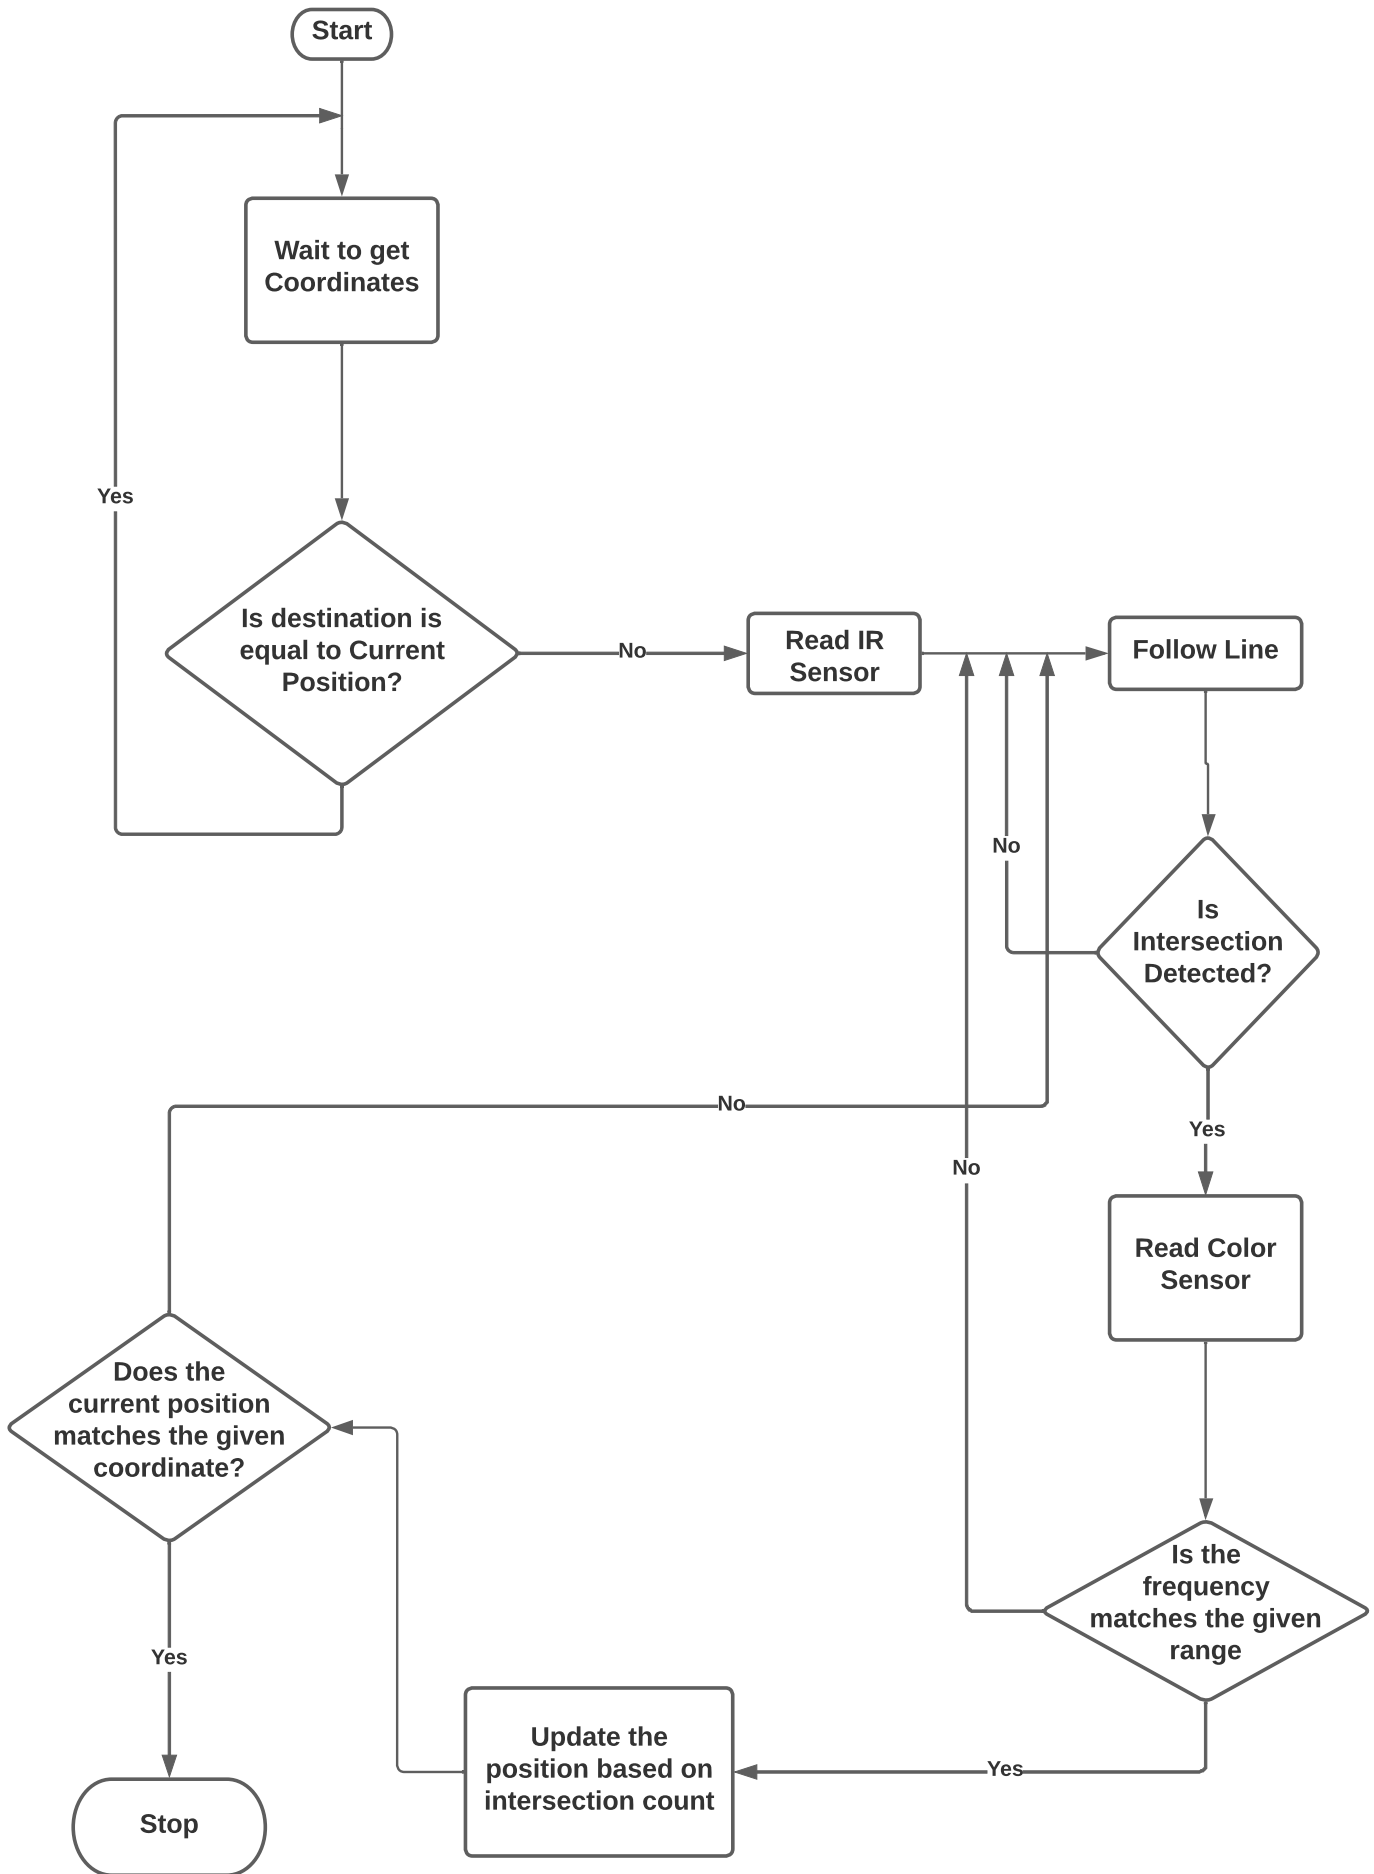 Start
Wait to get
Coordinates
Yes
Is destination is
equal to Current
Position?
No
Read IR
Sensor
Follow Line
No
Is
Intersection
Detected?
No
Yes
No
Read Color
Sensor
Does the
current position
matches the given
coordinate?
Is the
frequency
matches the given
range
Yes
Update the
position based on
intersection count
Yes
Stop